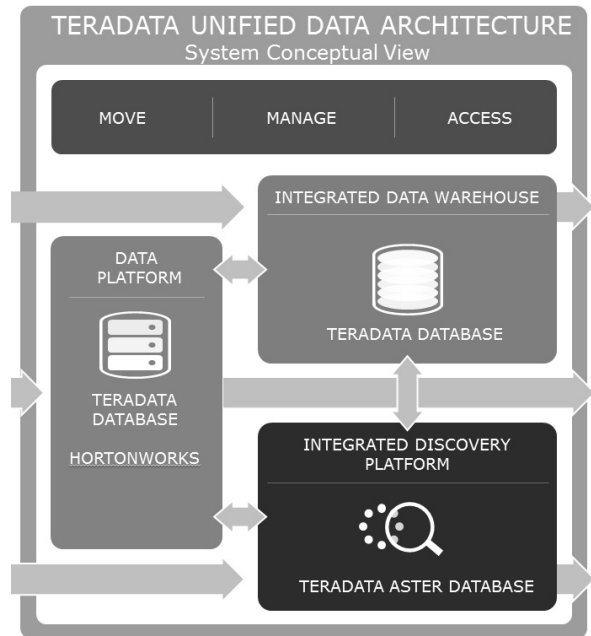 TERADATA UNIFIED DATA ARCHITECTURE
System Conceptual View
MOVE
MANAGE
ACCESS
INTEGRATED DATA WAREHOUSE
TERADATA DATABASE
DATA
PLATFORM
TERADATA
DATABASE
HORTONWORKS
INTEGRATED DISCOVERY
PLATFORM
TERADATA ASTER DATABASE